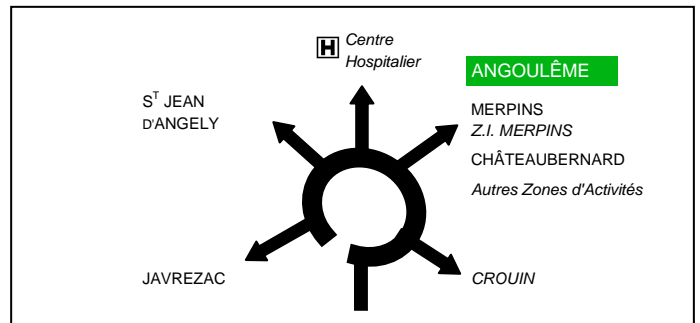 H Centre
Hospitalier
ANGOULÊME
Sᵀ JEAN
D'ANGELY
MERPINS
Z.I. MERPINS
CHÂTEAUBERNARD
Autres Zones d'Activités
JAVREZAC
CROUIN